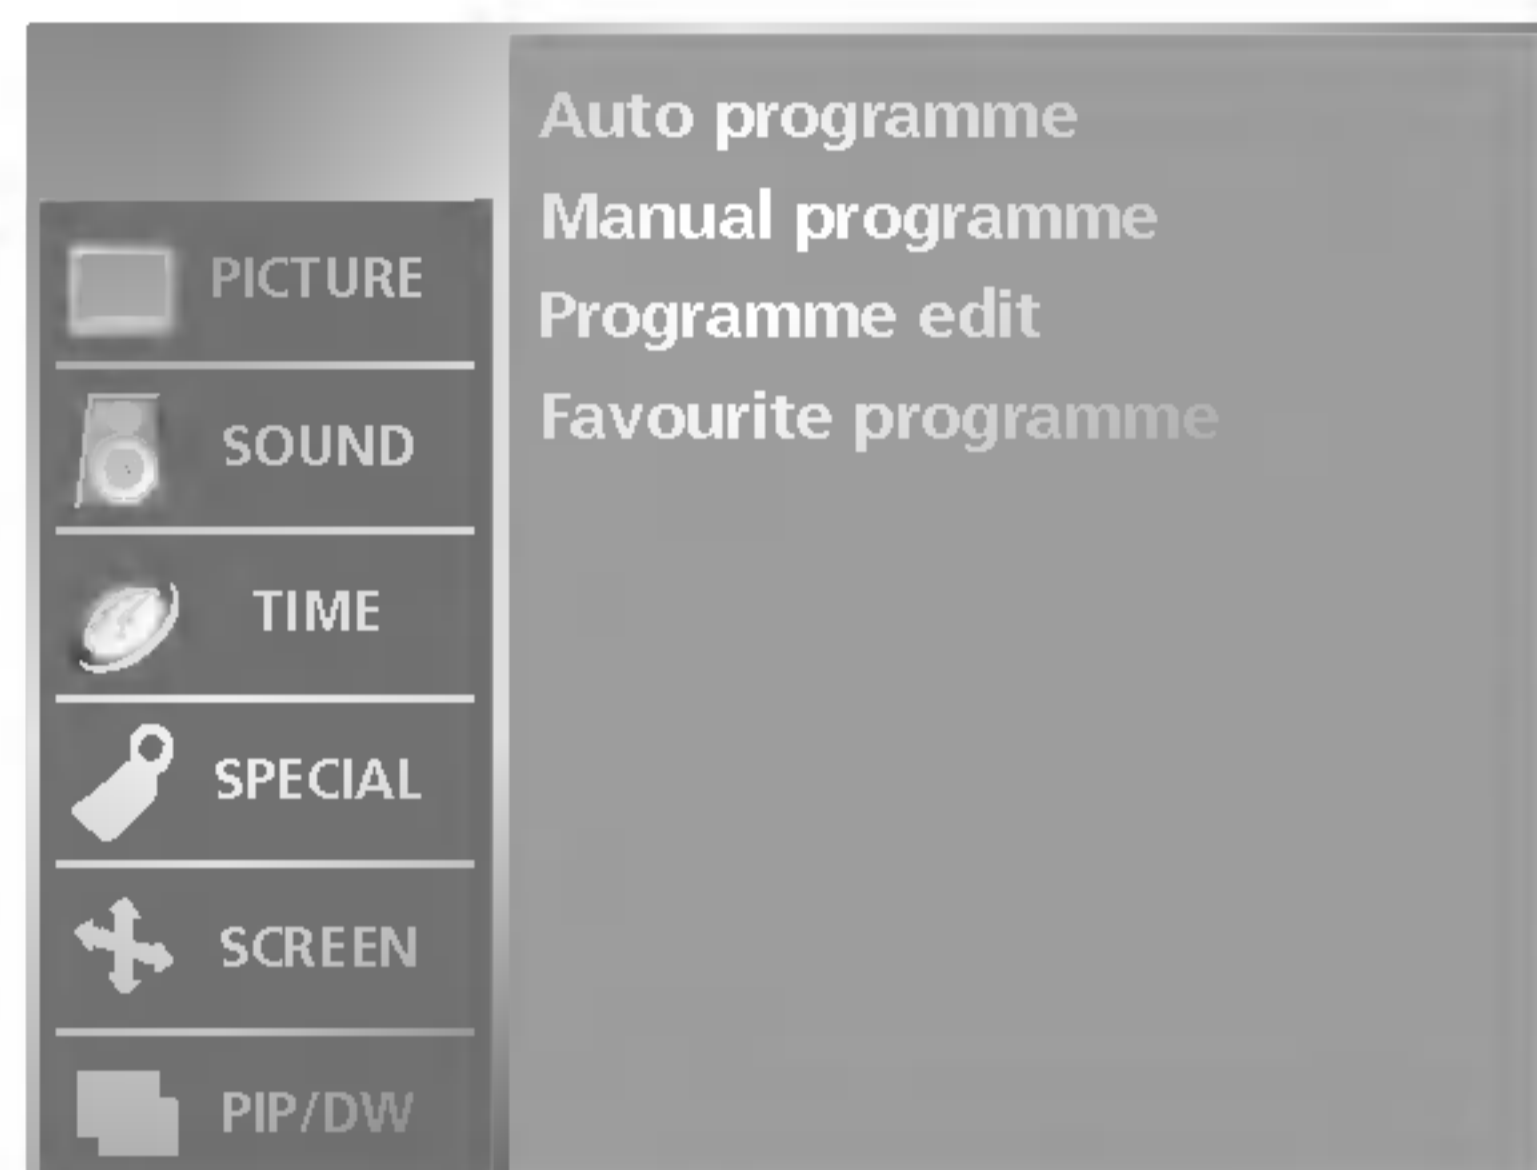 Auto programme
Manual programme
Programme edit
Favourite programme
PICTURE
SOUND
TIME
SPECIAL
SCREEN
PIP/DW